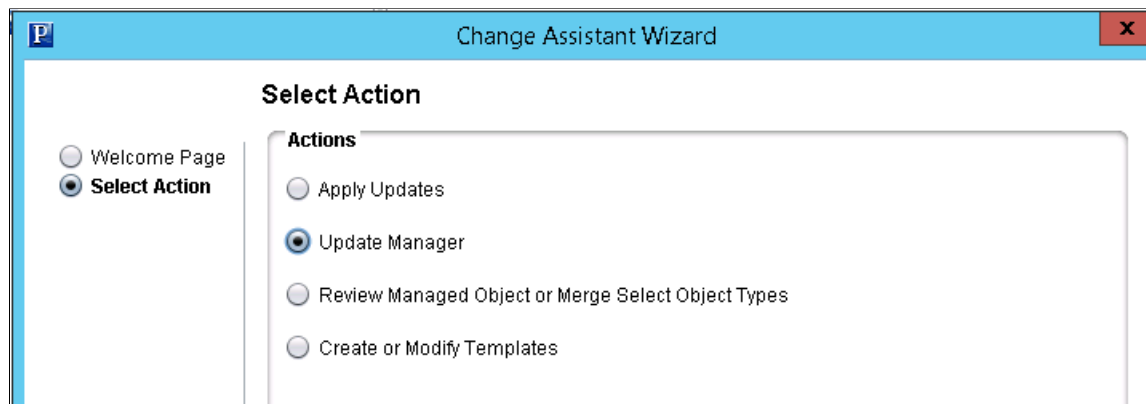 P
Change Assistant Wizard
x
Select Action
Welcome Page
Select Action
Actions
Apply Updates
Update Manager
Review Managed Object or Merge Select Object Types
Create or Modify Templates